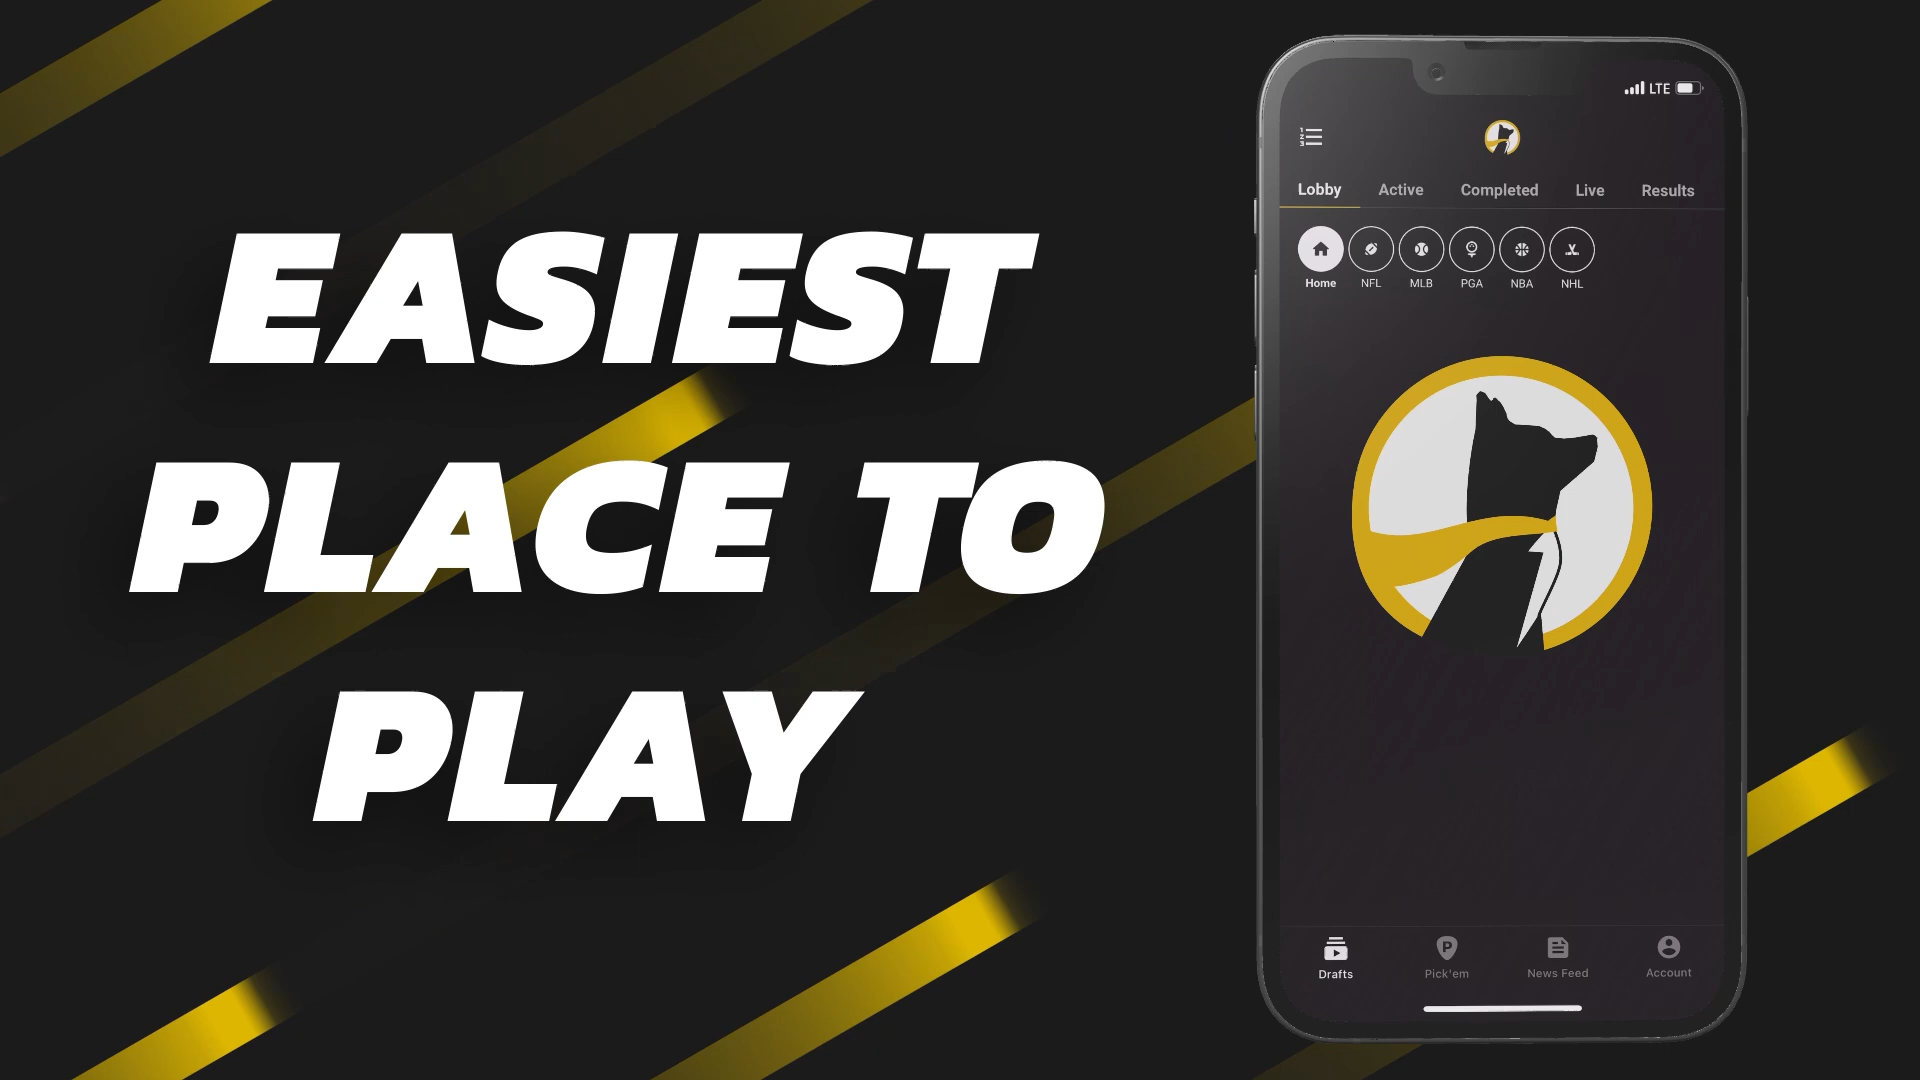 EASIEST
PLACE TO
PLAY
LTE
Lobby Active Completed Live Results
Home NFL MLB PGA NBA NHL
Drafts Pick'em News Feed Account